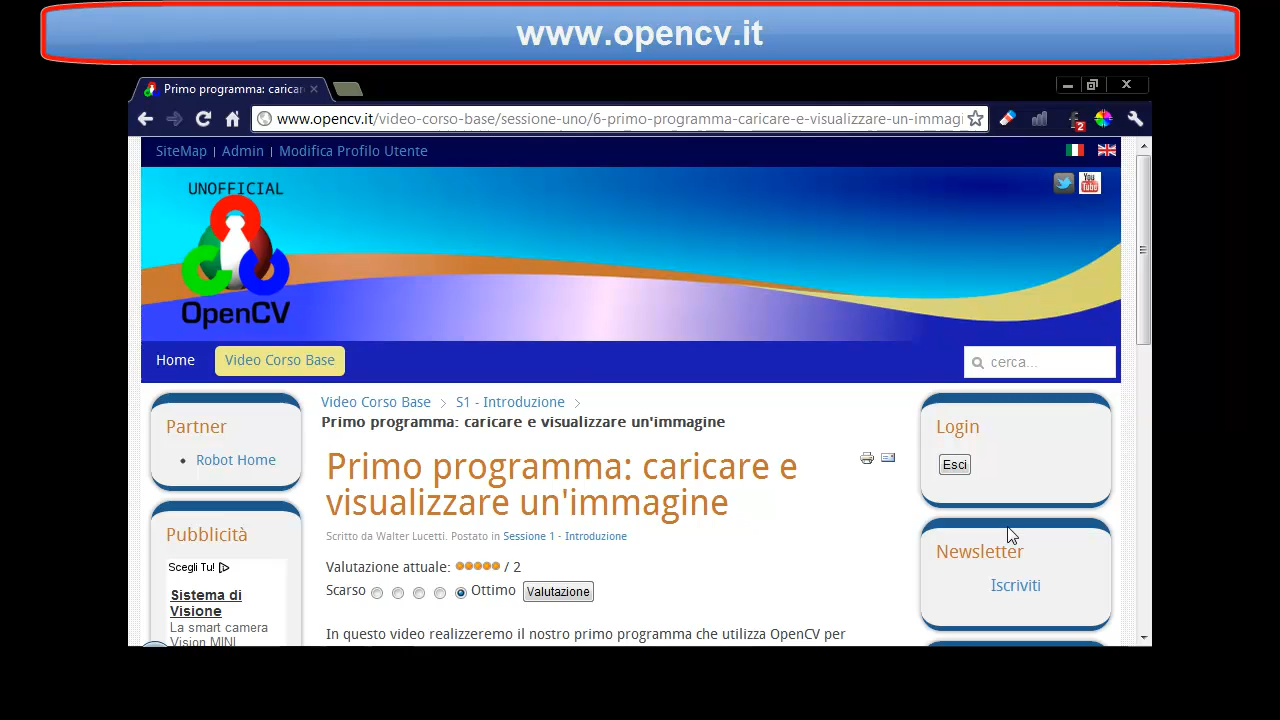 www.opencv.it
Primo programma: caricar
www.opencv.it/video-corso-base/sessione-uno/6-primo-programma-caricare-e-visualizzare-un-immagi
2
SiteMap | Admin | Modifica Profilo Utente
UNOFFICIAL
OpenCV
You
Tube
Home
Video Corso Base
cerca...
Partner
Robot Home
Pubblicità
Scegli Tu!
Sistema di
Visione
La smart camera
Vision MINI
Video Corso Base
S1 - Introduzione
Primo programma: caricare e visualizzare un'immagine
Primo programma: caricare e
visualizzare un'immagine
Scritto da Walter Lucetti. Postato in Sessione 1 - Introduzione
Valutazione attuale: / 2
Scarso Ottimo Valutazione
In questo video realizzeremo il nostro primo programma che utilizza OpenCV per
Login
Esci
Newsletter
Iscriviti